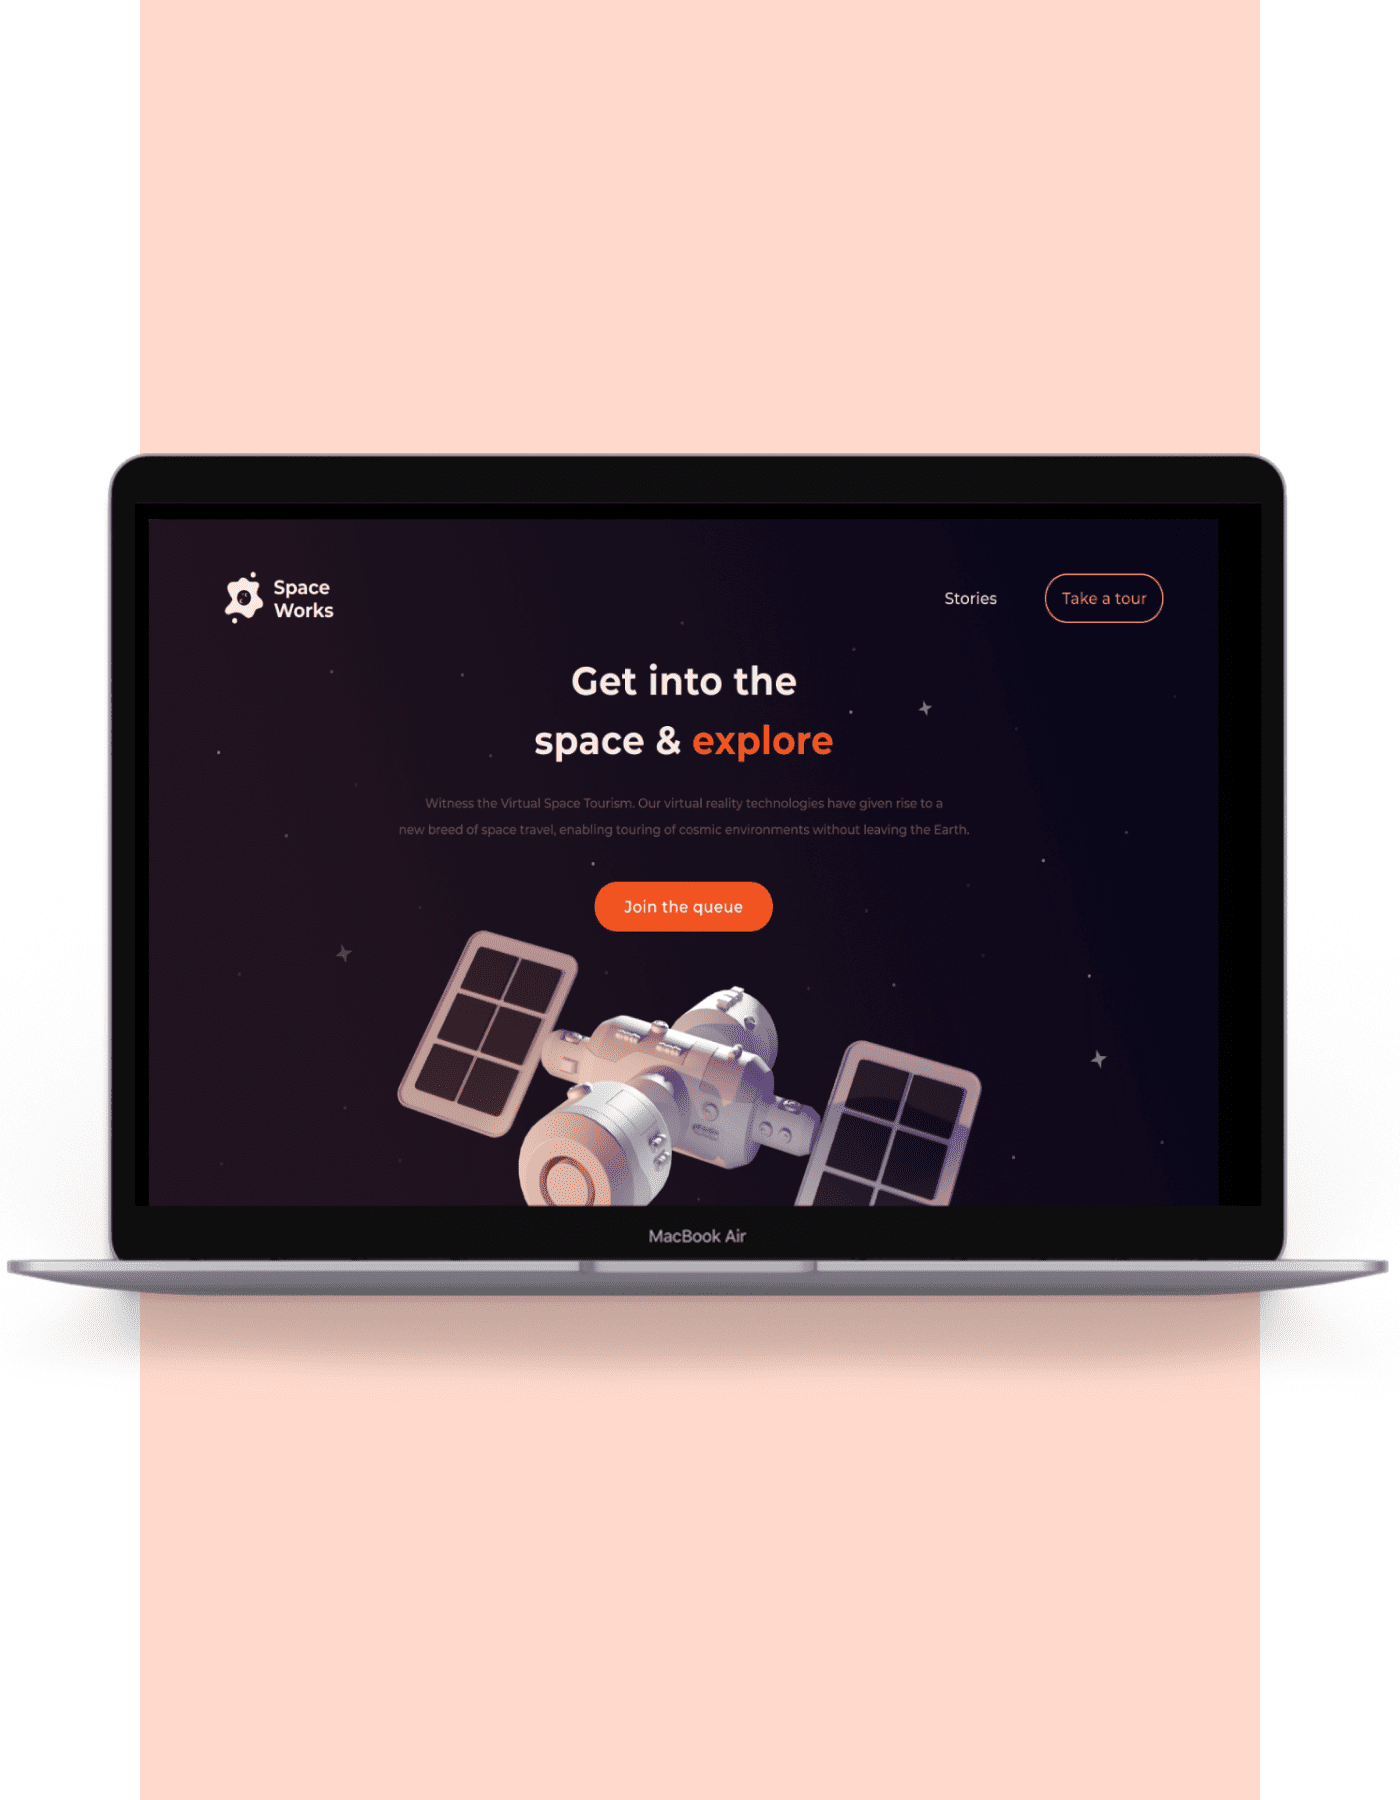 Space
Works
Stories
Take a tour
Get into the
space & explore
Witness the Virtual Space Tourism. Our virtual reality technologies have given rise to a
new breed of space travel, enabling touring of cosmic environments without leaving the Earth.
Join the queue
MacBook Air